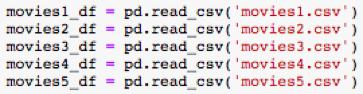 movies1_df = pd.read_csv('movies1.csv')
movies2_df = pd.read_csv('movies2.csv')
movies3_df = pd.read_csv('movies3.csv')
movies4_df = pd.read_csv('movies4.csv')
movies5_df = pd.read_csv('movies5.csv')